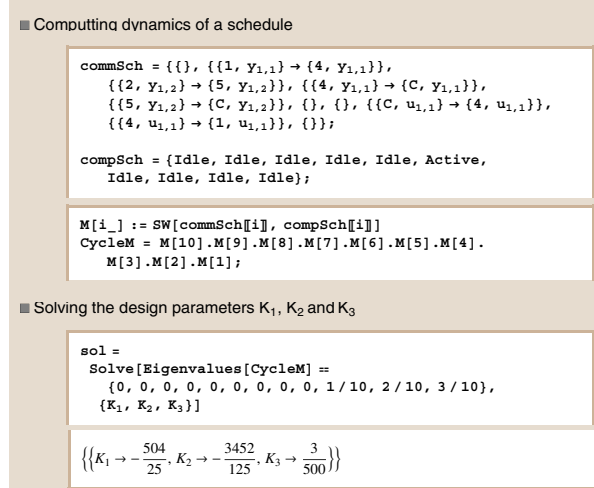 Computting dynamics of a schedule
commSch = {{}, {{1, y1,1} → {4, y1,1}},
{{2, y1,2} → {5, y1,2}}, {{4, y1,1} → {C, y1,1}},
{{5, y1,2} → {C, y1,2}}, {}, {}, {{C, u1,1} → {4, u1,1}},
{{4, u1,1} → {1, u1,1}}, {}};
compSch = {Idle, Idle, Idle, Idle, Idle, Active,
Idle, Idle, Idle, Idle};
M[i_] := SW[commSch〚i〛, compSch〚i〛]
CycleM = M[10].M[9].M[8].M[7].M[6].M[5].M[4].
M[3].M[2].M[1];
Solving the design parameters K1, K2 and K3
sol =
Solve[Eigenvalues[CycleM] ==
{0, 0, 0, 0, 0, 0, 0, 0, 0, 1 / 10, 2 / 10, 3 / 10},
{K1, K2, K3}]
{{K1 → -504/25, K2 → -3452/125, K3 → 3/500}}